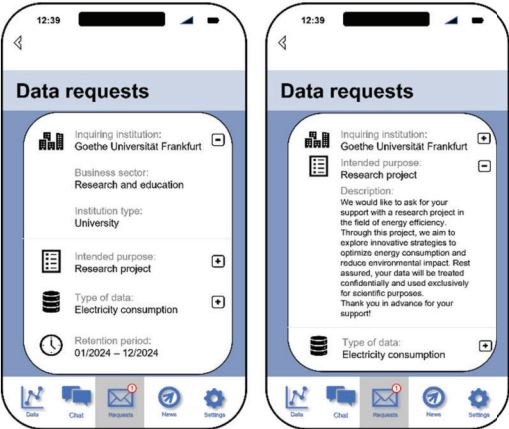 12:39
Data requests
Inquiring institution:
Goethe Universität Frankfurt
Business sector:
Research and education
Institution type:
University
Intended purpose:
Research project
Type of data:
Electricity consumption
Retention period:
01/2024 – 12/2024
1
Data
Chat
Requests
News
Settings
12:39
Data requests
Inquiring institution:
Goethe Universität Frankfurt
Intended purpose:
Research project
Description:
We would like to ask for your
support with a research project in
the field of energy efficiency.
Through this project, we aim to
explore innovative strategies to
optimize energy consumption and
reduce environmental impact. Rest
assured, your data will be treated
confidentially and used exclusively
for scientific purposes.
Thank you in advance for your
support!
Type of data:
Electricity consumption
1
Data
Chat
Requests
News
Settings